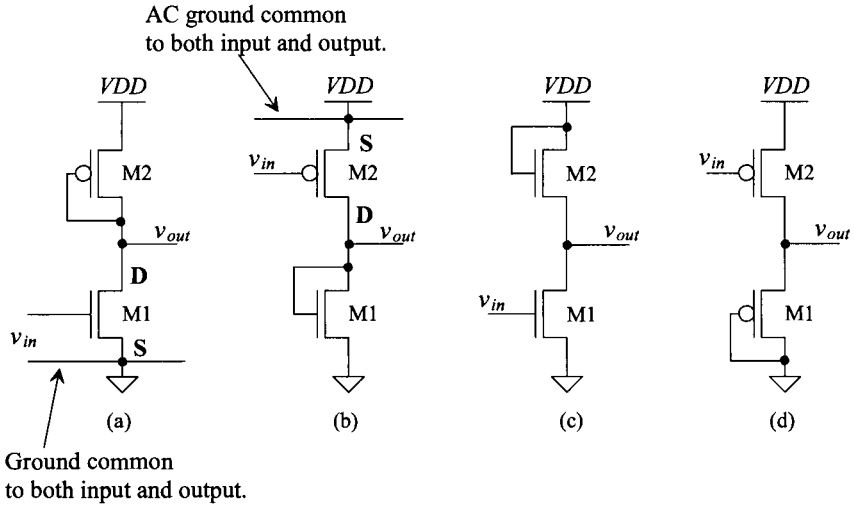 AC ground common
to both input and output.
VDD
VDD
VDD
VDD
S
M2
v_in
M2
M2
v_in
M2
D
v_out
v_out
v_out
v_out
D
M1
v_in
S
M1
v_in
M1
M1
(a)
(b)
(c)
(d)
Ground common
to both input and output.